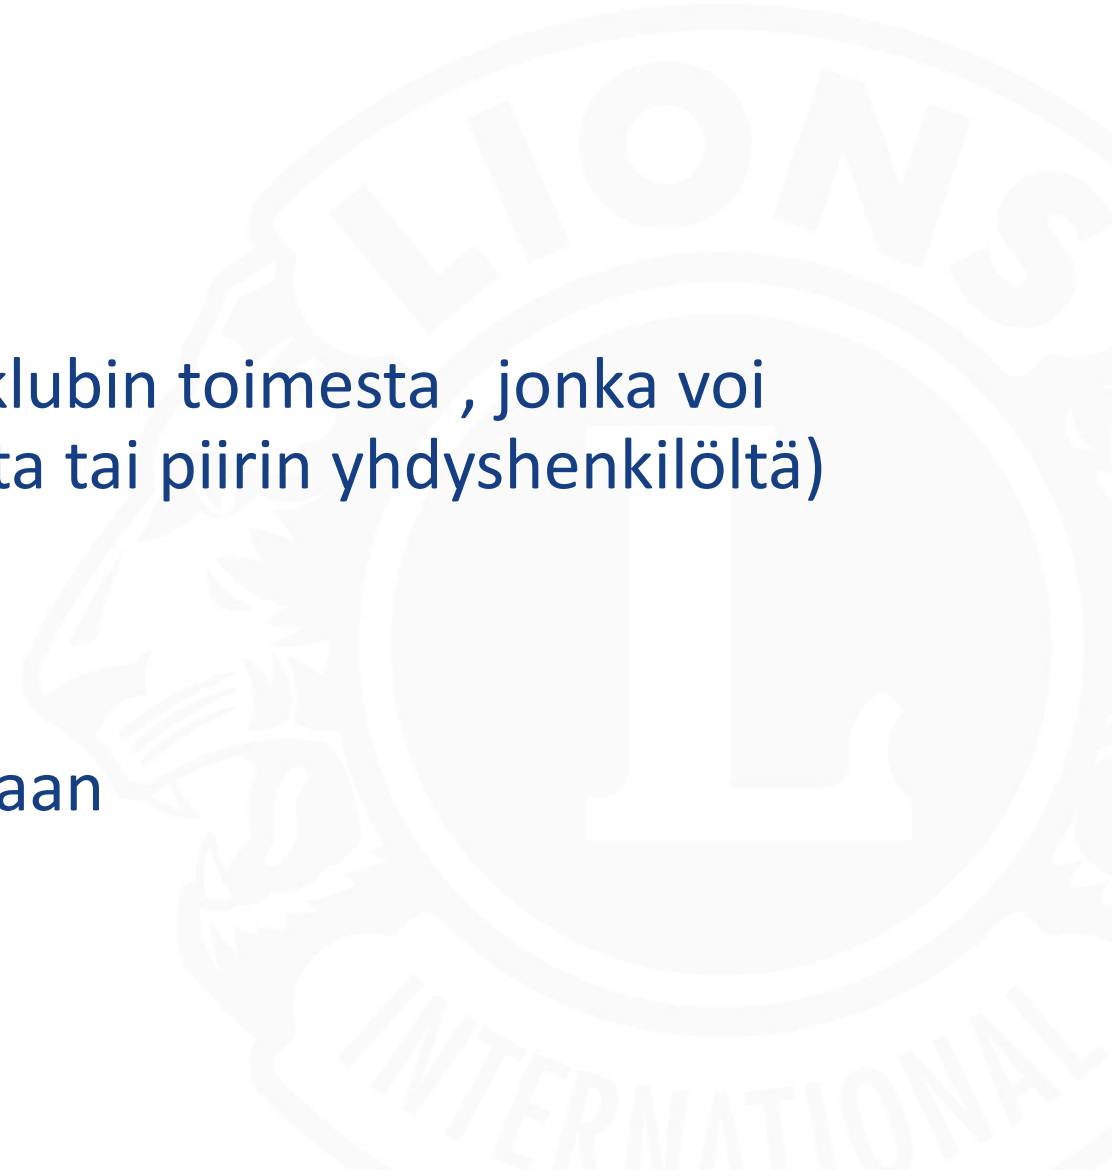 LIONS
klubin toimesta , jonka voi
ta tai piirin yhdyshenkilöltä)
L
aan
INTERNATIONAL